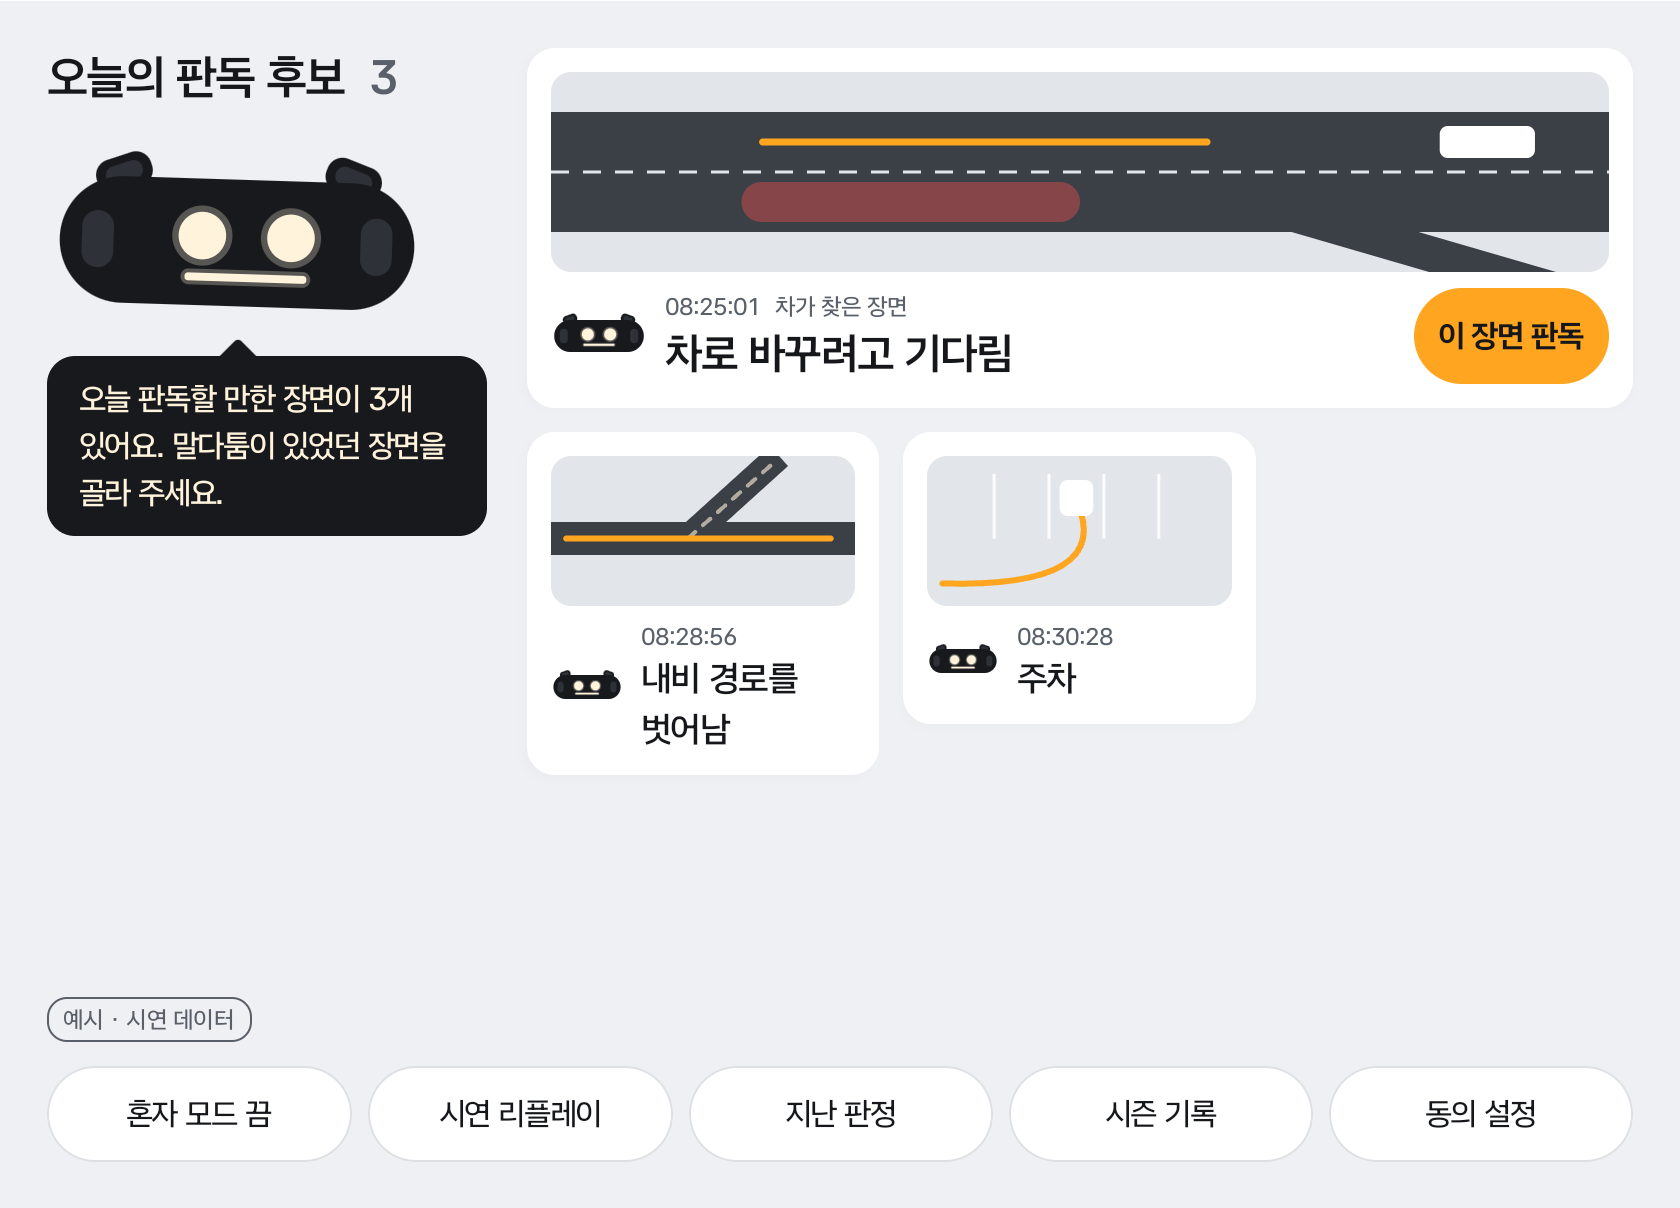 오늘의 판독 후보 3
오늘 판독할 만한 장면이 3개
있어요. 말다툼이 있었던 장면을
골라 주세요.
08:25:01 차가 찾은 장면
차로 바꾸려고 기다림
이 장면 판독
08:28:56
내비 경로를
벗어남
08:30:28
주차
예시 · 시연 데이터
혼자 모드 끔
시연 리플레이
지난 판정
시즌 기록
동의 설정